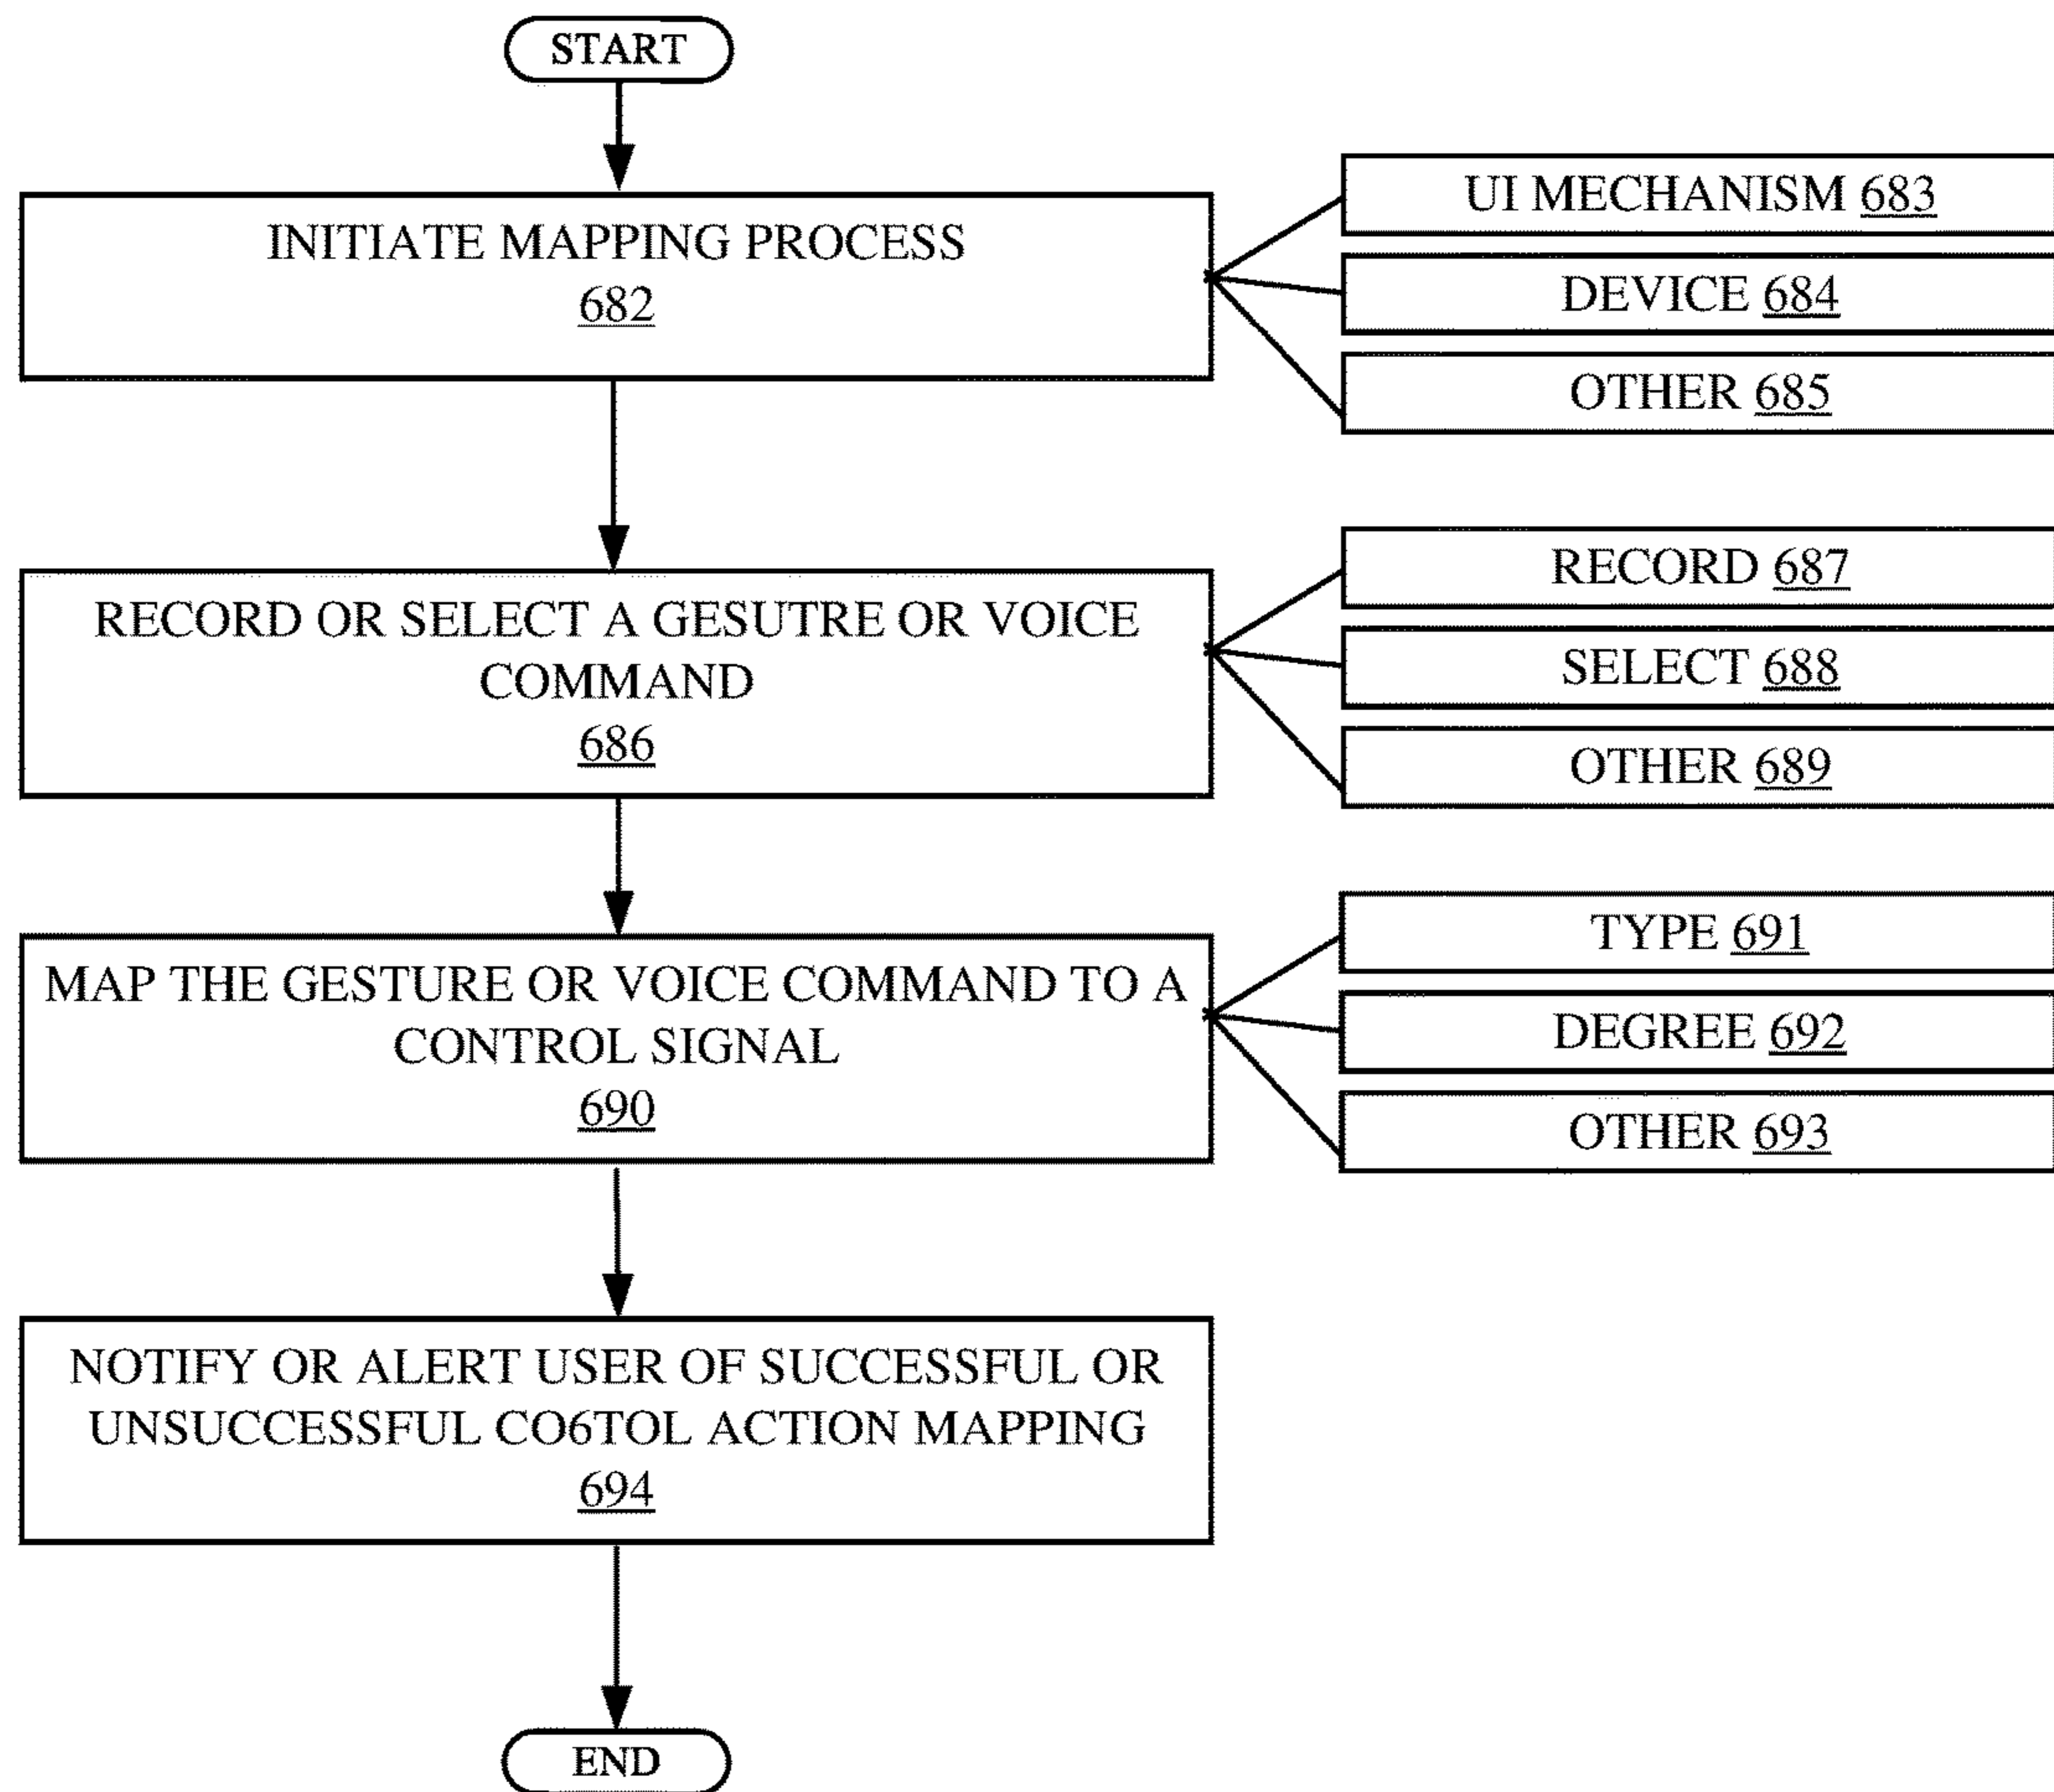 START
INITIATE MAPPING PROCESS
682
UI MECHANISM 683
DEVICE 684
OTHER 685
RECORD OR SELECT A GESUTRE OR VOICE
COMMAND
686
RECORD 687
SELECT 688
OTHER 689
MAP THE GESTURE OR VOICE COMMAND TO A
CONTROL SIGNAL
690
TYPE 691
DEGREE 692
OTHER 693
NOTIFY OR ALERT USER OF SUCCESSFUL OR
UNSUCCESSFUL CO6TOL ACTION MAPPING
694
END